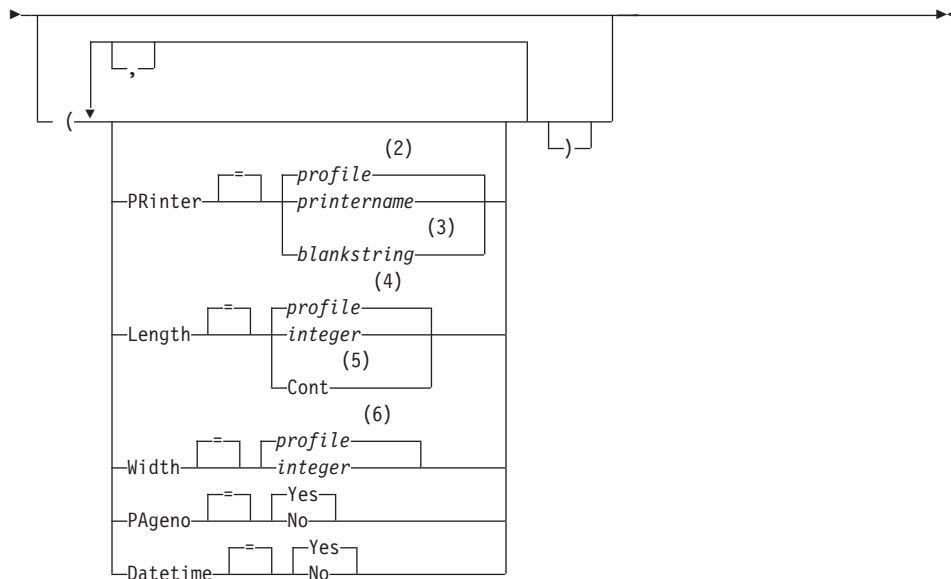 ,
(
)
(2)
PRinter = profile
printername
(3)
blankstring
(4)
Length = profile
integer
(5)
Cont
(6)
Width = profile
integer
PAgeno = Yes
No
Datetime = Yes
No